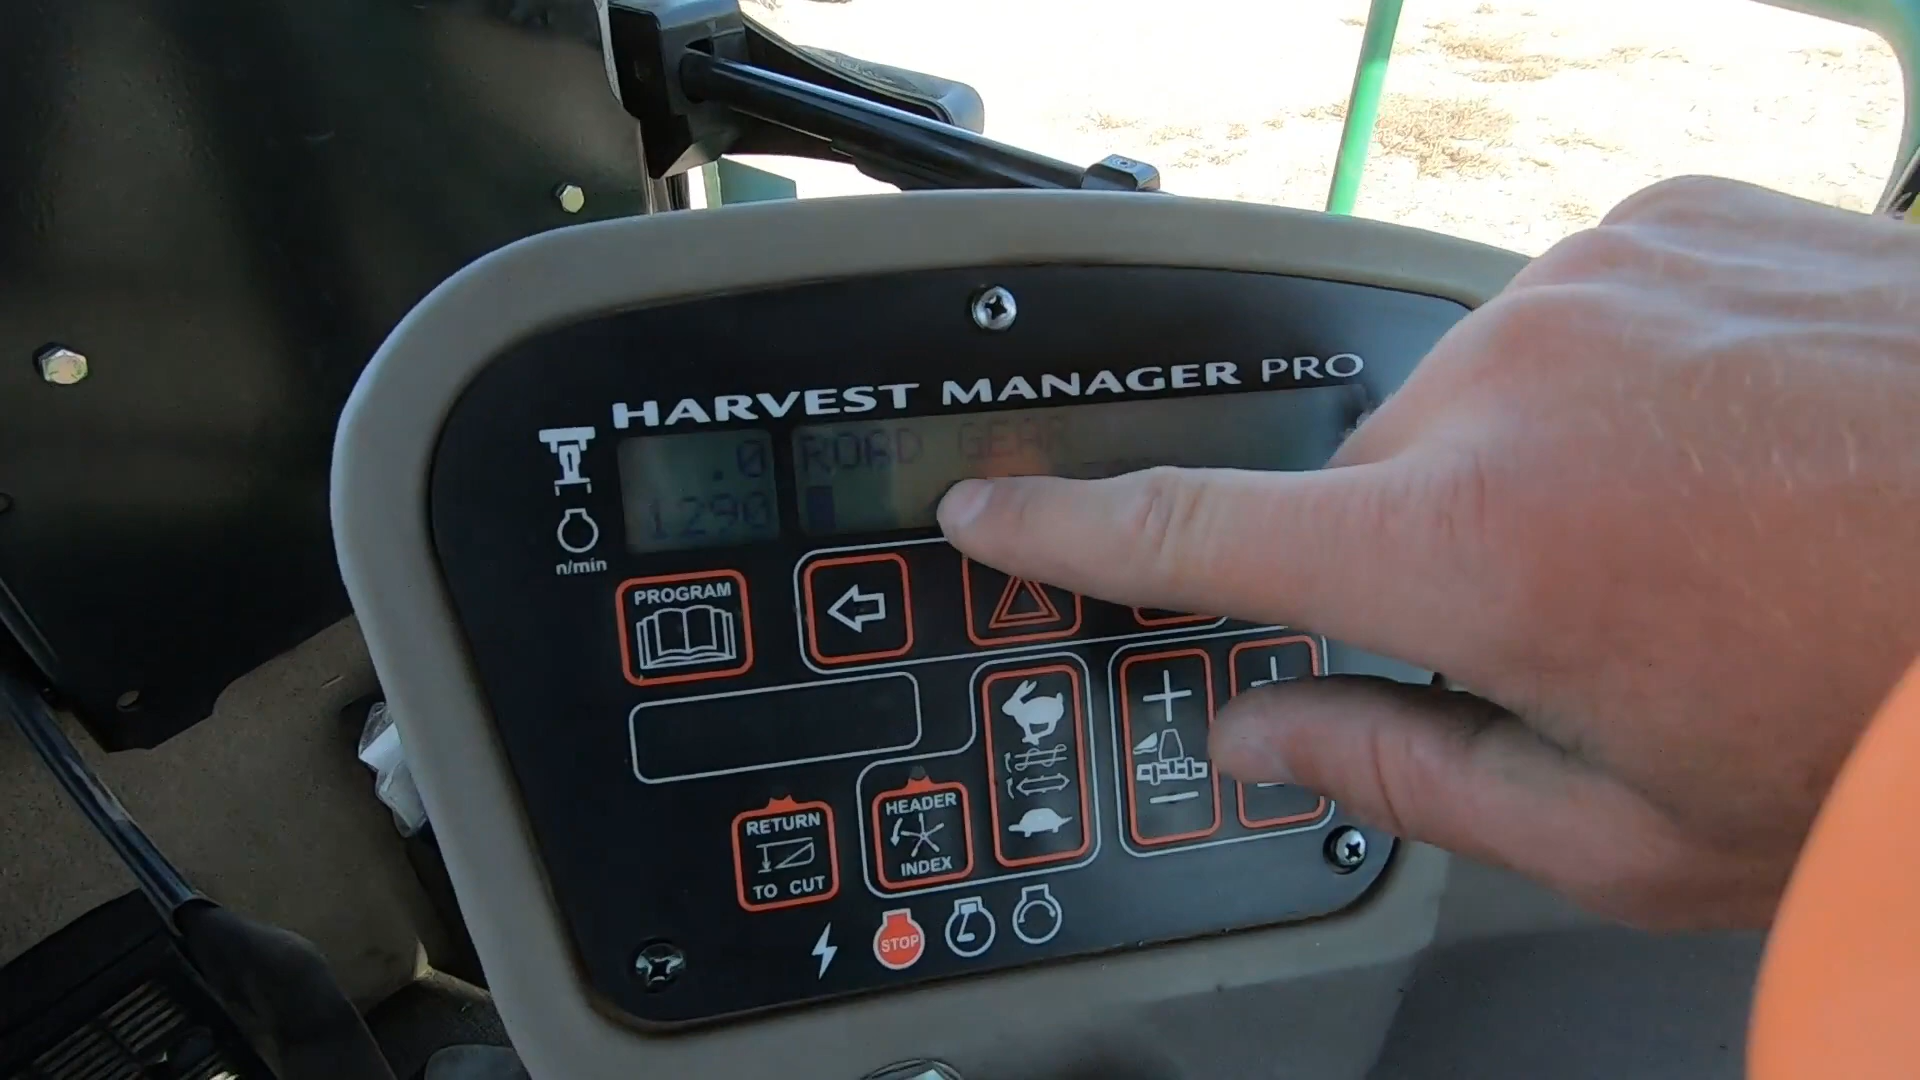 HARVEST MANAGER PRO
.0 ROAD GEAR
1290
n/min
PROGRAM
RETURN
TO CUT
HEADER
INDEX
STOP